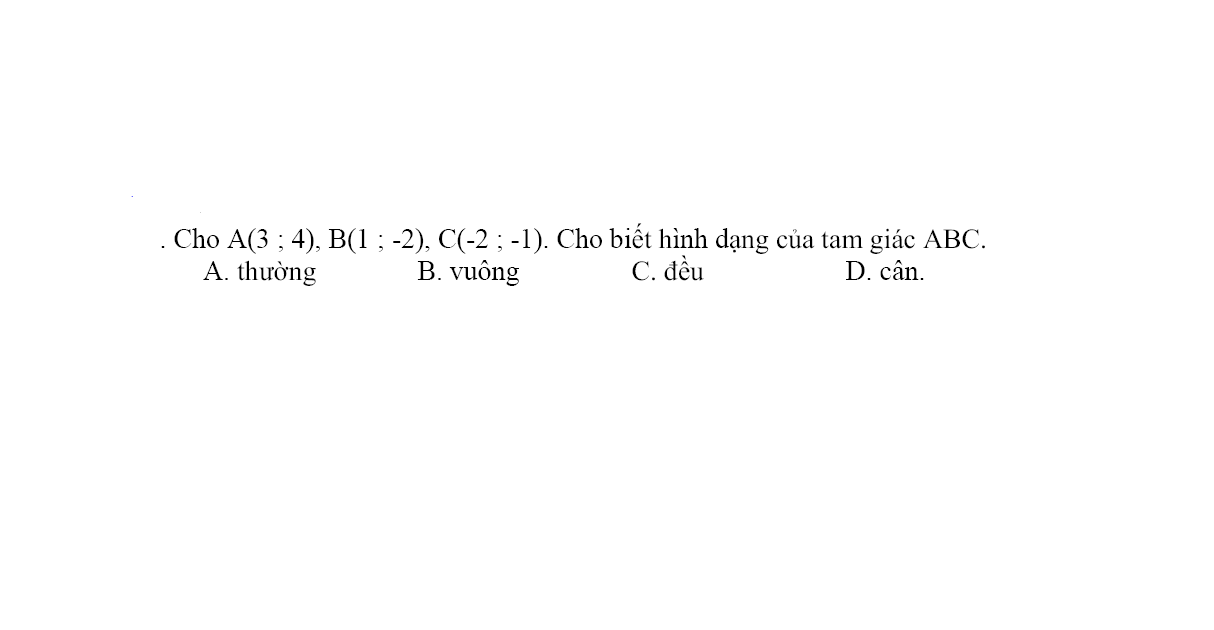 . Cho A(3 ; 4), B(1 ; -2), C(-2 ; -1). Cho biết hình dạng của tam giác ABC.
A. thường B. vuông C. đều D. cân.